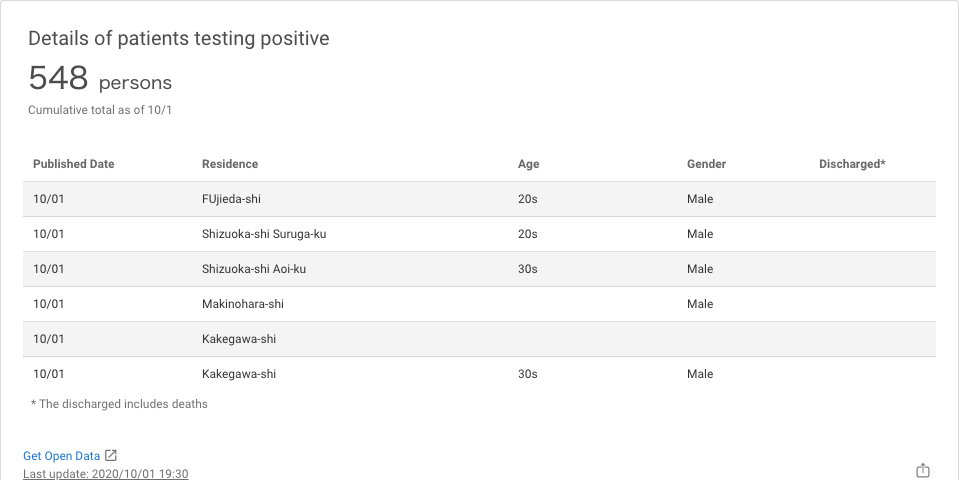 Details of patients testing positive
548 persons
Cumulative total as of 10/1
Published Date Residence Age Gender Discharged*
10/01 FUjieda-shi 20s Male
10/01 Shizuoka-shi Suruga-ku 20s Male
10/01 Shizuoka-shi Aoi-ku 30s Male
10/01 Makinohara-shi Male
10/01 Kakegawa-shi
10/01 Kakegawa-shi 30s Male
* The discharged includes deaths
Get Open Data
Last update: 2020/10/01 19:30